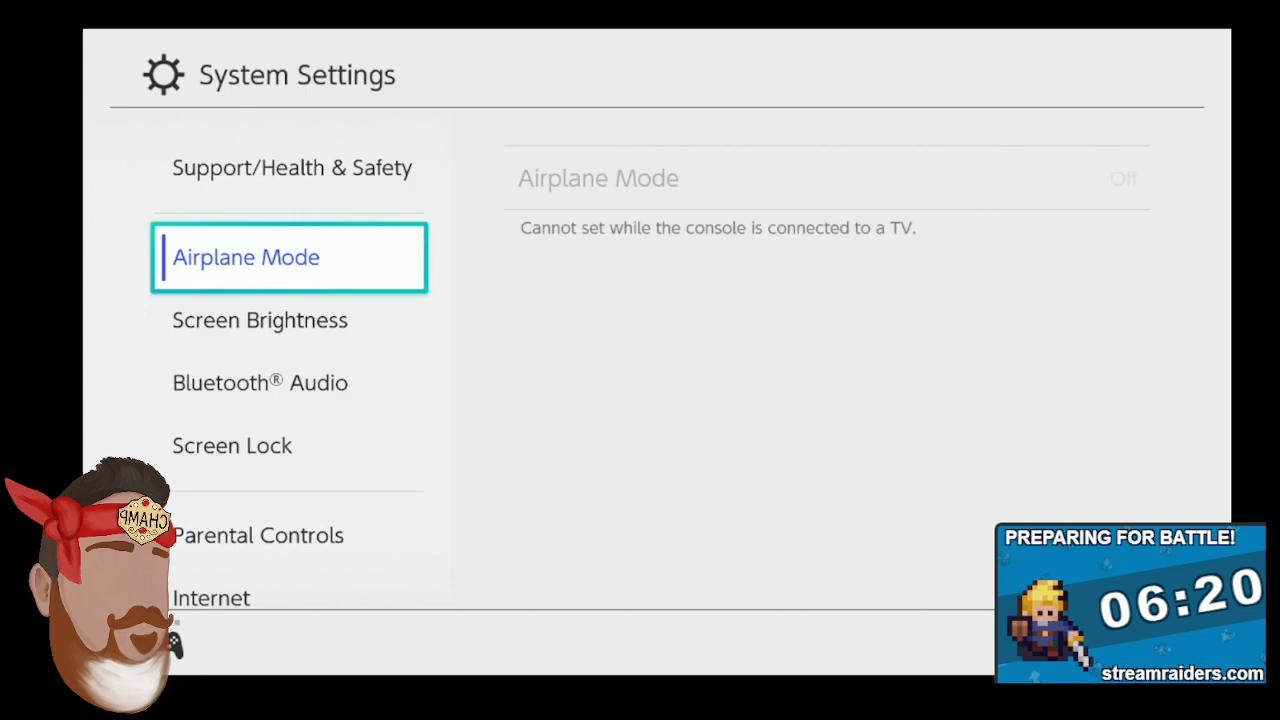 System Settings
Support/Health & Safety
Airplane Mode
Screen Brightness
Bluetooth® Audio
Screen Lock
Parental Controls
Internet
Airplane Mode Off
Cannot set while the console is connected to a TV.
CHAMP
PREPARING FOR BATTLE!
06:20
streamraiders.com